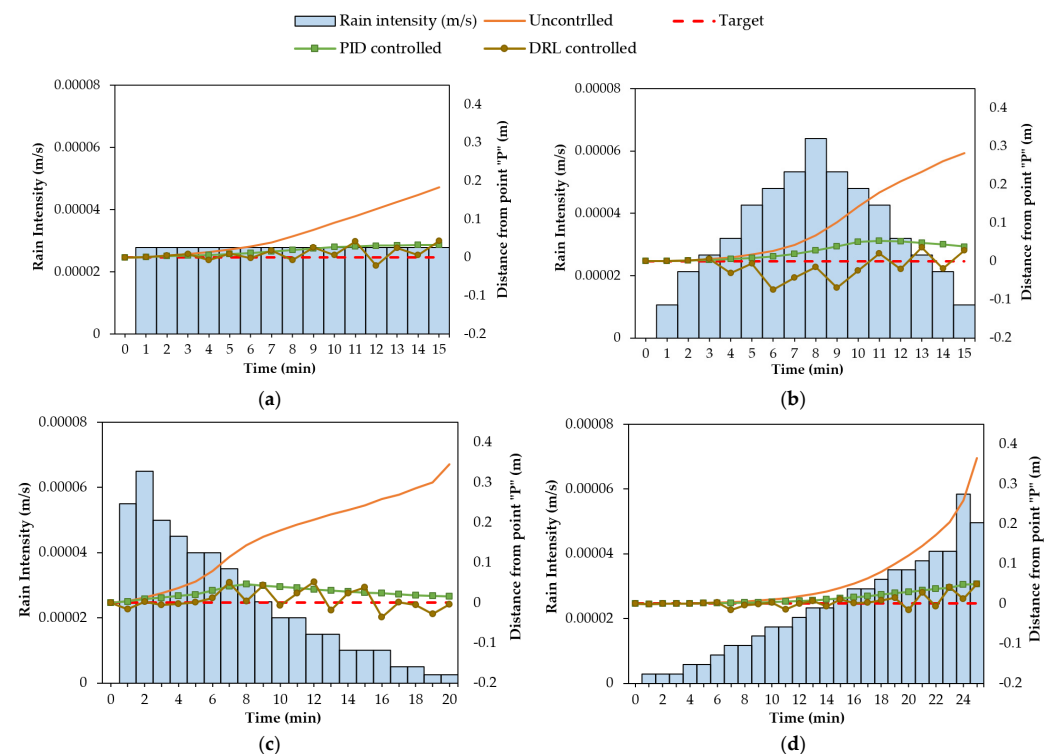 Rain intensity (m/s) Uncontrlled Target
PID controlled DRL controlled
0.00008
0.00006
0.00004
0.00002
0
Rain Intensity (m/s)
0.4
0.3
0.2
0.1
0
-0.1
-0.2
Distance from point "P" (m)
0 1 2 3 4 5 6 7 8 9 10 11 12 13 14 15
Time (min)
(a)
0.00008
0.00006
0.00004
0.00002
0
Rain Intensity (m/s)
0.4
0.3
0.2
0.1
0
-0.1
-0.2
Distance from point "P" (m)
0 1 2 3 4 5 6 7 8 9 10 11 12 13 14 15
Time (min)
(b)
0.00008
0.00006
0.00004
0.00002
0
Rain Intensity (m/s)
0.4
0.3
0.2
0.1
0
-0.1
-0.2
Distance from point "P" (m)
0 2 4 6 8 10 12 14 16 18 20
Time (min)
(c)
0.00008
0.00006
0.00004
0.00002
0
Rain Intensity (m/s)
0.4
0.3
0.2
0.1
0
-0.1
-0.2
Distance from point "P" (m)
0 2 4 6 8 10 12 14 16 18 20 22 24
Time (min)
(d)